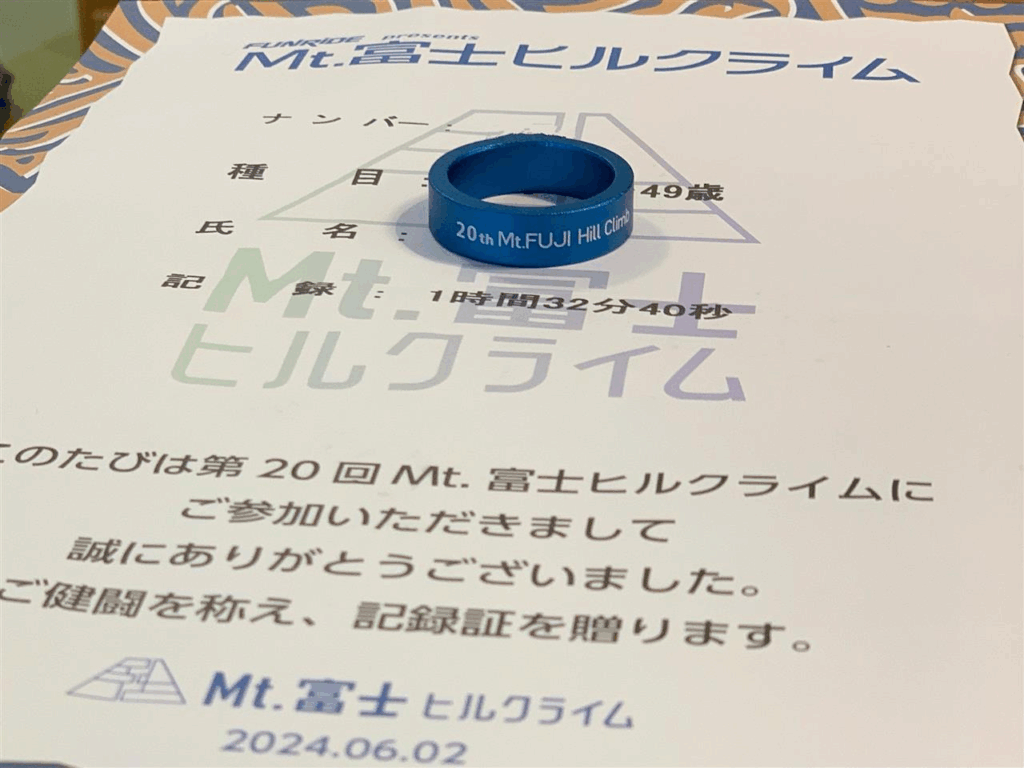 FUNRiDE presents
Mt.富士ヒルクライム
ナンバー:
種目: 49歳
20th Mt.FUJI Hill Climb
氏名:
記録: 1時間32分40秒
Mt.富士
ヒルクライム
このたびは第20回Mt.富士ヒルクライムに
ご参加いただきまして
誠にありがとうございました。
ご健闘を称え、記録証を贈ります。
Mt.富士ヒルクライム
2024.06.02